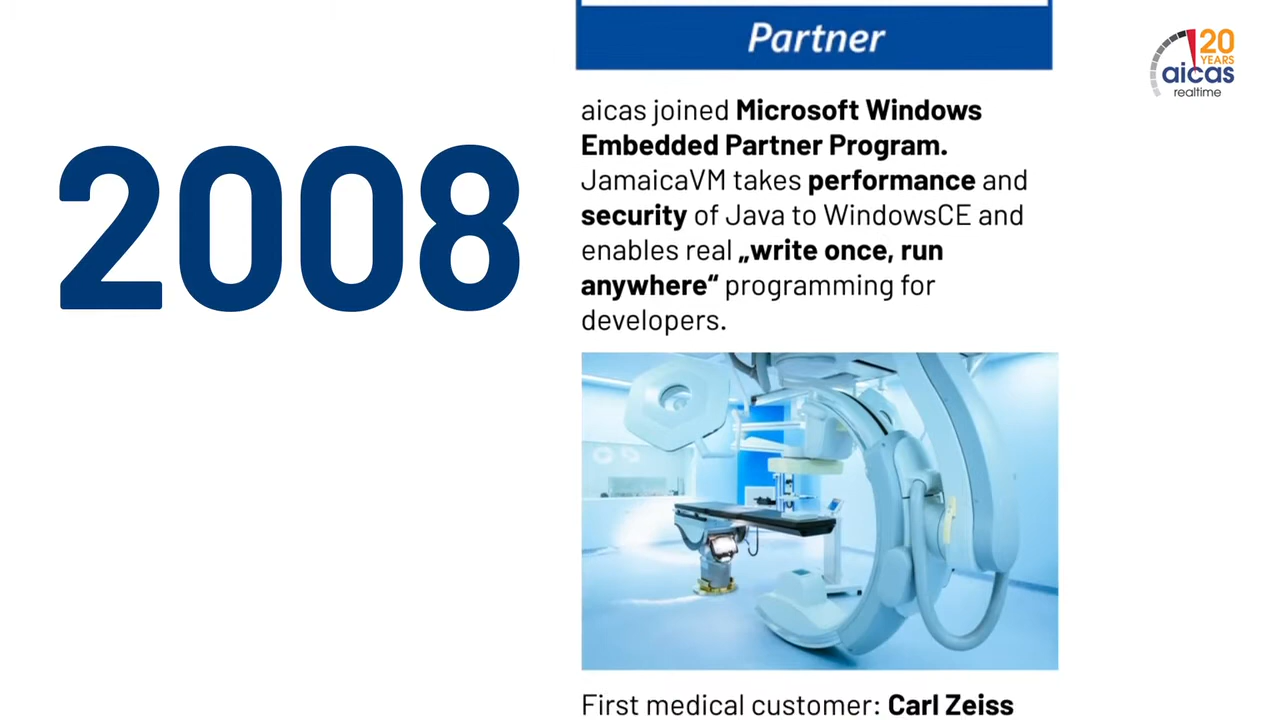 Partner
20
YEARS
aicas
realtime
2008
aicas joined Microsoft Windows
Embedded Partner Program.
JamaicaVM takes performance and
security of Java to WindowsCE and
enables real „write once, run
anywhere“ programming for
developers.
First medical customer: Carl Zeiss